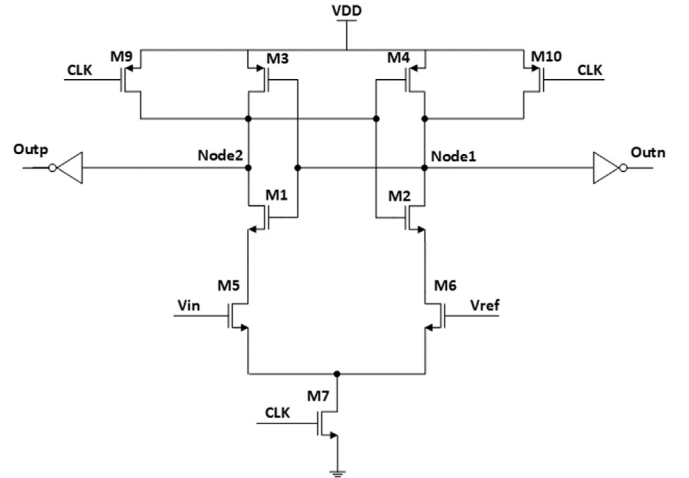 VDD
M9
M3
M4
M10
CLK
CLK
Outp
Node2
Node1
Outn
M1
M2
M5
M6
Vin
Vref
M7
CLK